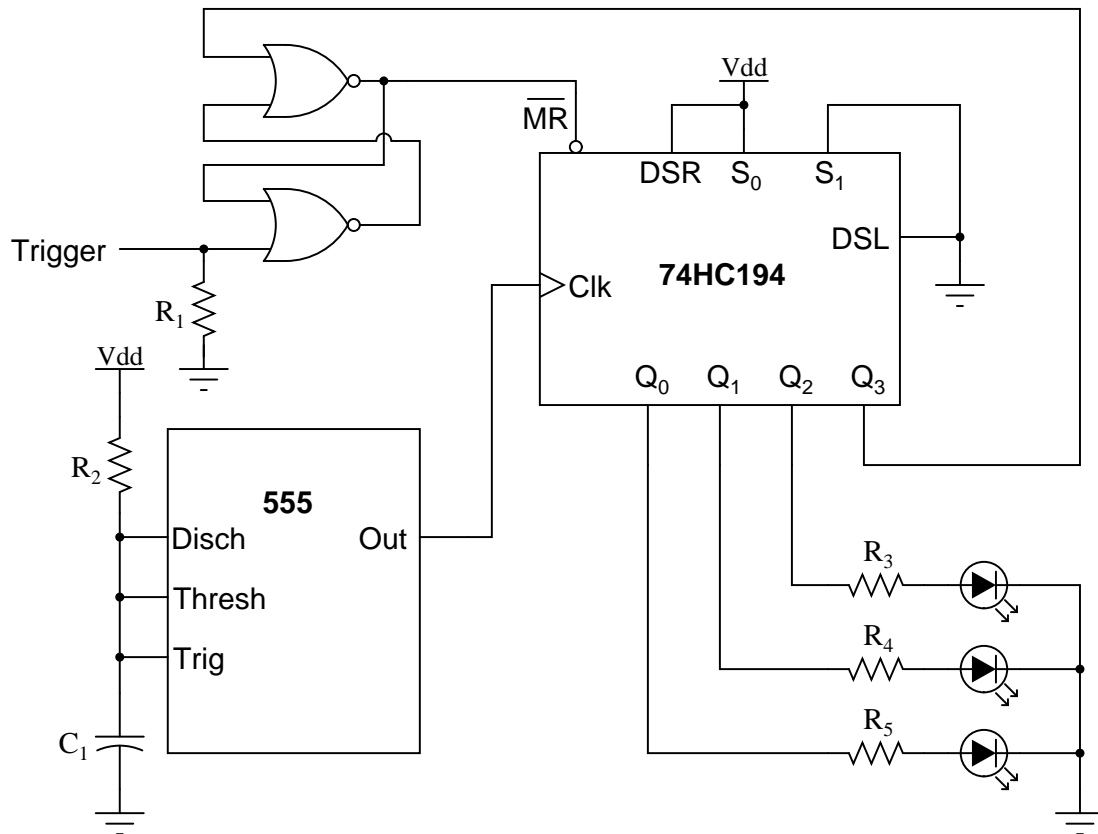 Vdd
MR
DSR S0 S1
DSL
Trigger
74HC194
Clk
R1
Vdd
Q0 Q1 Q2 Q3
R2
555
Disch Out
Thresh
Trig
R3
R4
C1
R5